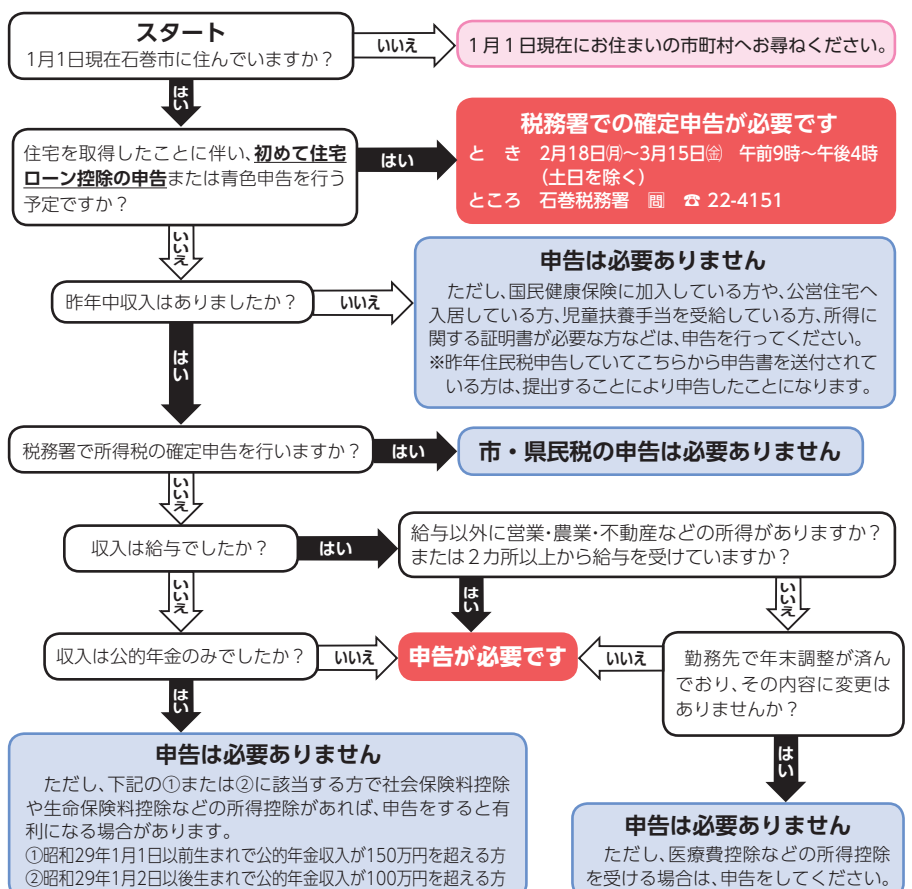 スタート
1月1日現在石巻市に住んでいますか？
いいえ
1月1日現在にお住まいの市町村へお尋ねください。
はい
住宅を取得したことに伴い、初めて住宅
ローン控除の申告または青色申告を行う
予定ですか？
はい
税務署での確定申告が必要です
と き 2月18日㈪～3月15日㈮ 午前9時～午後4時
（土日を除く）
ところ 石巻税務署 問 ☎ 22-4151
いいえ
昨年中収入はありましたか？
いいえ
申告は必要ありません
ただし、国民健康保険に加入している方や、公営住宅へ
入居している方、児童扶養手当を受給している方、所得に
関する証明書が必要な方などは、申告を行ってください。
※昨年住民税申告していてこちらから申告書を送付されて
いる方は、提出することにより申告したことになります。
はい
税務署で所得税の確定申告を行いますか？
はい
市・県民税の申告は必要ありません
いいえ
収入は給与でしたか？
はい
給与以外に営業・農業・不動産などの所得がありますか？
または２カ所以上から給与を受けていますか？
いいえ
はい
いいえ
収入は公的年金のみでしたか？
いいえ
申告が必要です
いいえ
勤務先で年末調整が済ん
でおり、その内容に変更は
ありませんか？
はい
申告は必要ありません
ただし、下記の①または②に該当する方で社会保険料控除
や生命保険料控除などの所得控除があれば、申告をすると有
利になる場合があります。
①昭和29年1月1日以前生まれで公的年金収入が150万円を超える方
②昭和29年1月2日以後生まれで公的年金収入が100万円を超える方
はい
申告は必要ありません
ただし、医療費控除などの所得控除
を受ける場合は、申告をしてください。